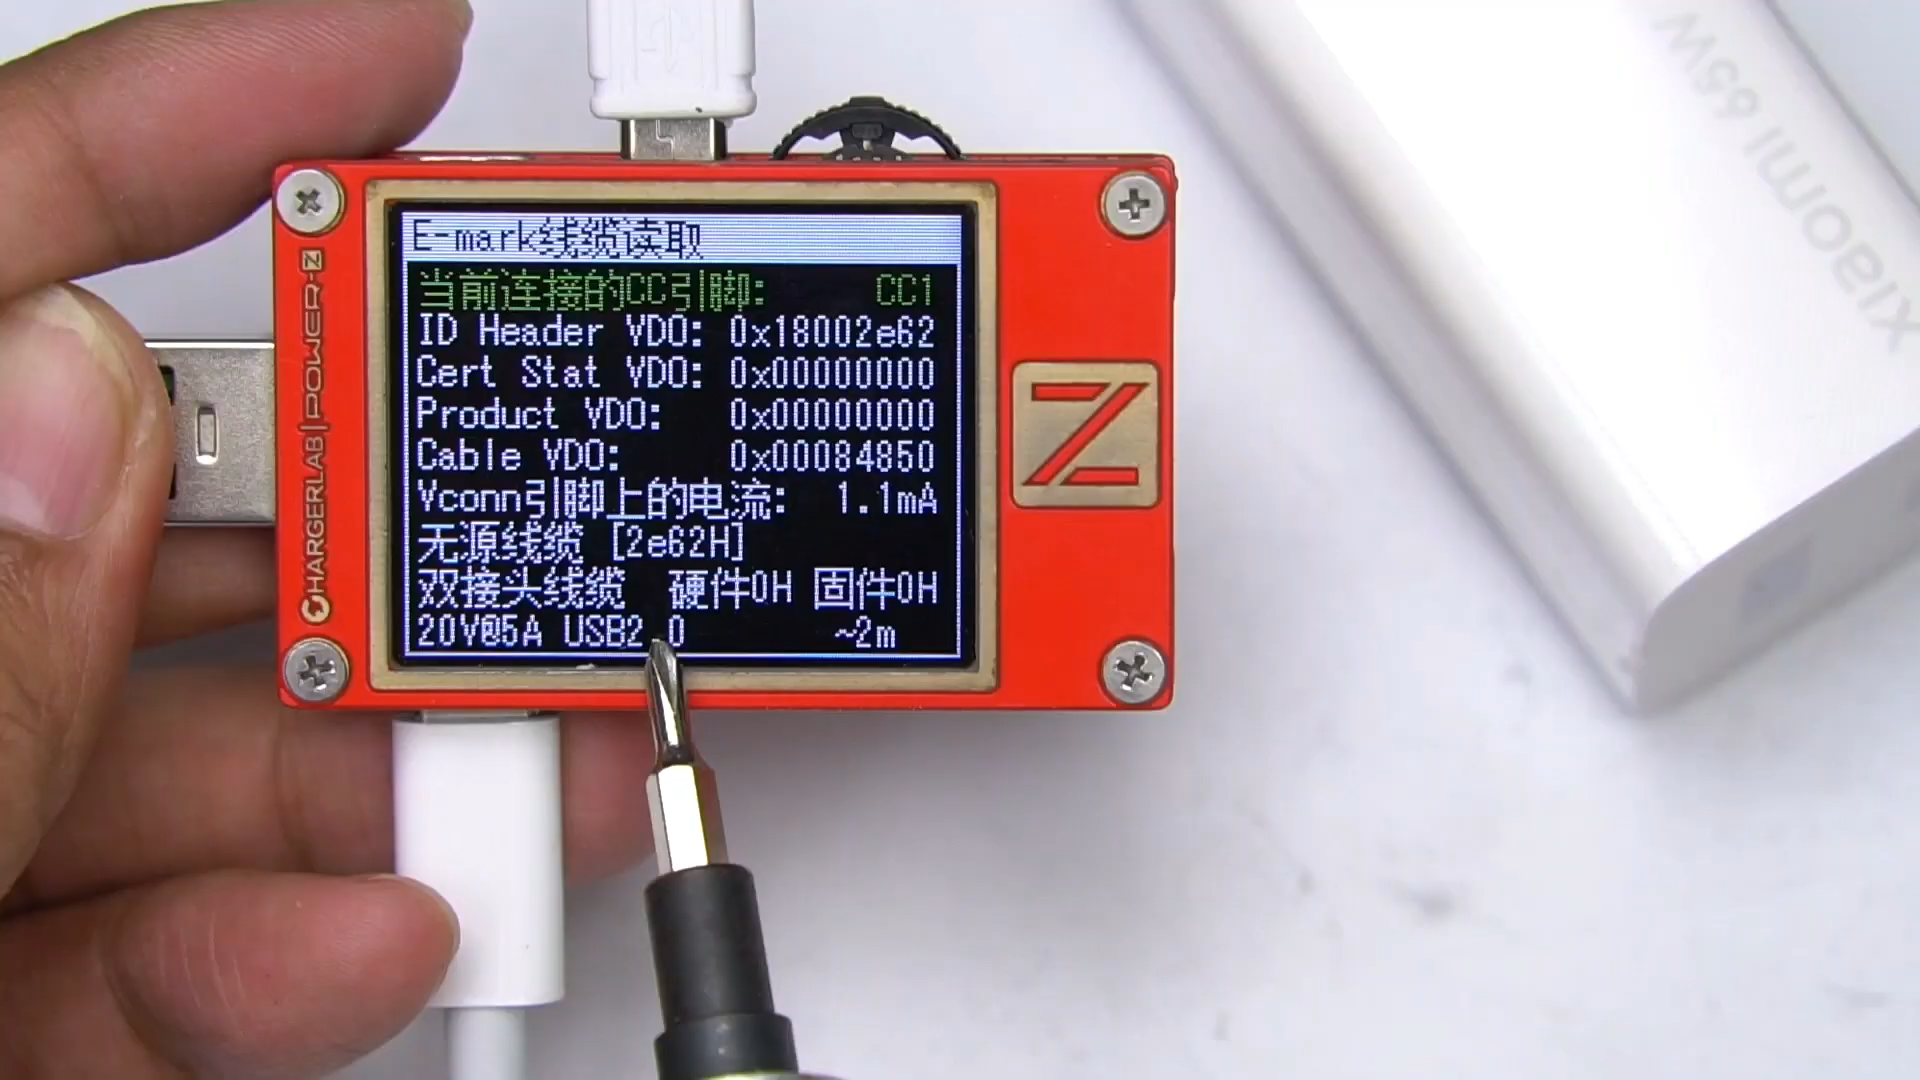 E-mark线缆读取
当前连接的CC引脚: CC1
ID Header VDO: 0x18002e62
Cert Stat VDO: 0x00000000
Product VDO: 0x00000000
Cable VDO: 0x00084850
Vconn引脚上的电流: 1.1mA
无源线缆 [2e62H]
双接头线缆 硬件0H 固件0H
20V@5A USB2.0 ~2m
CHARGERLAB|POWER-Z
Z
xiaomi 65W